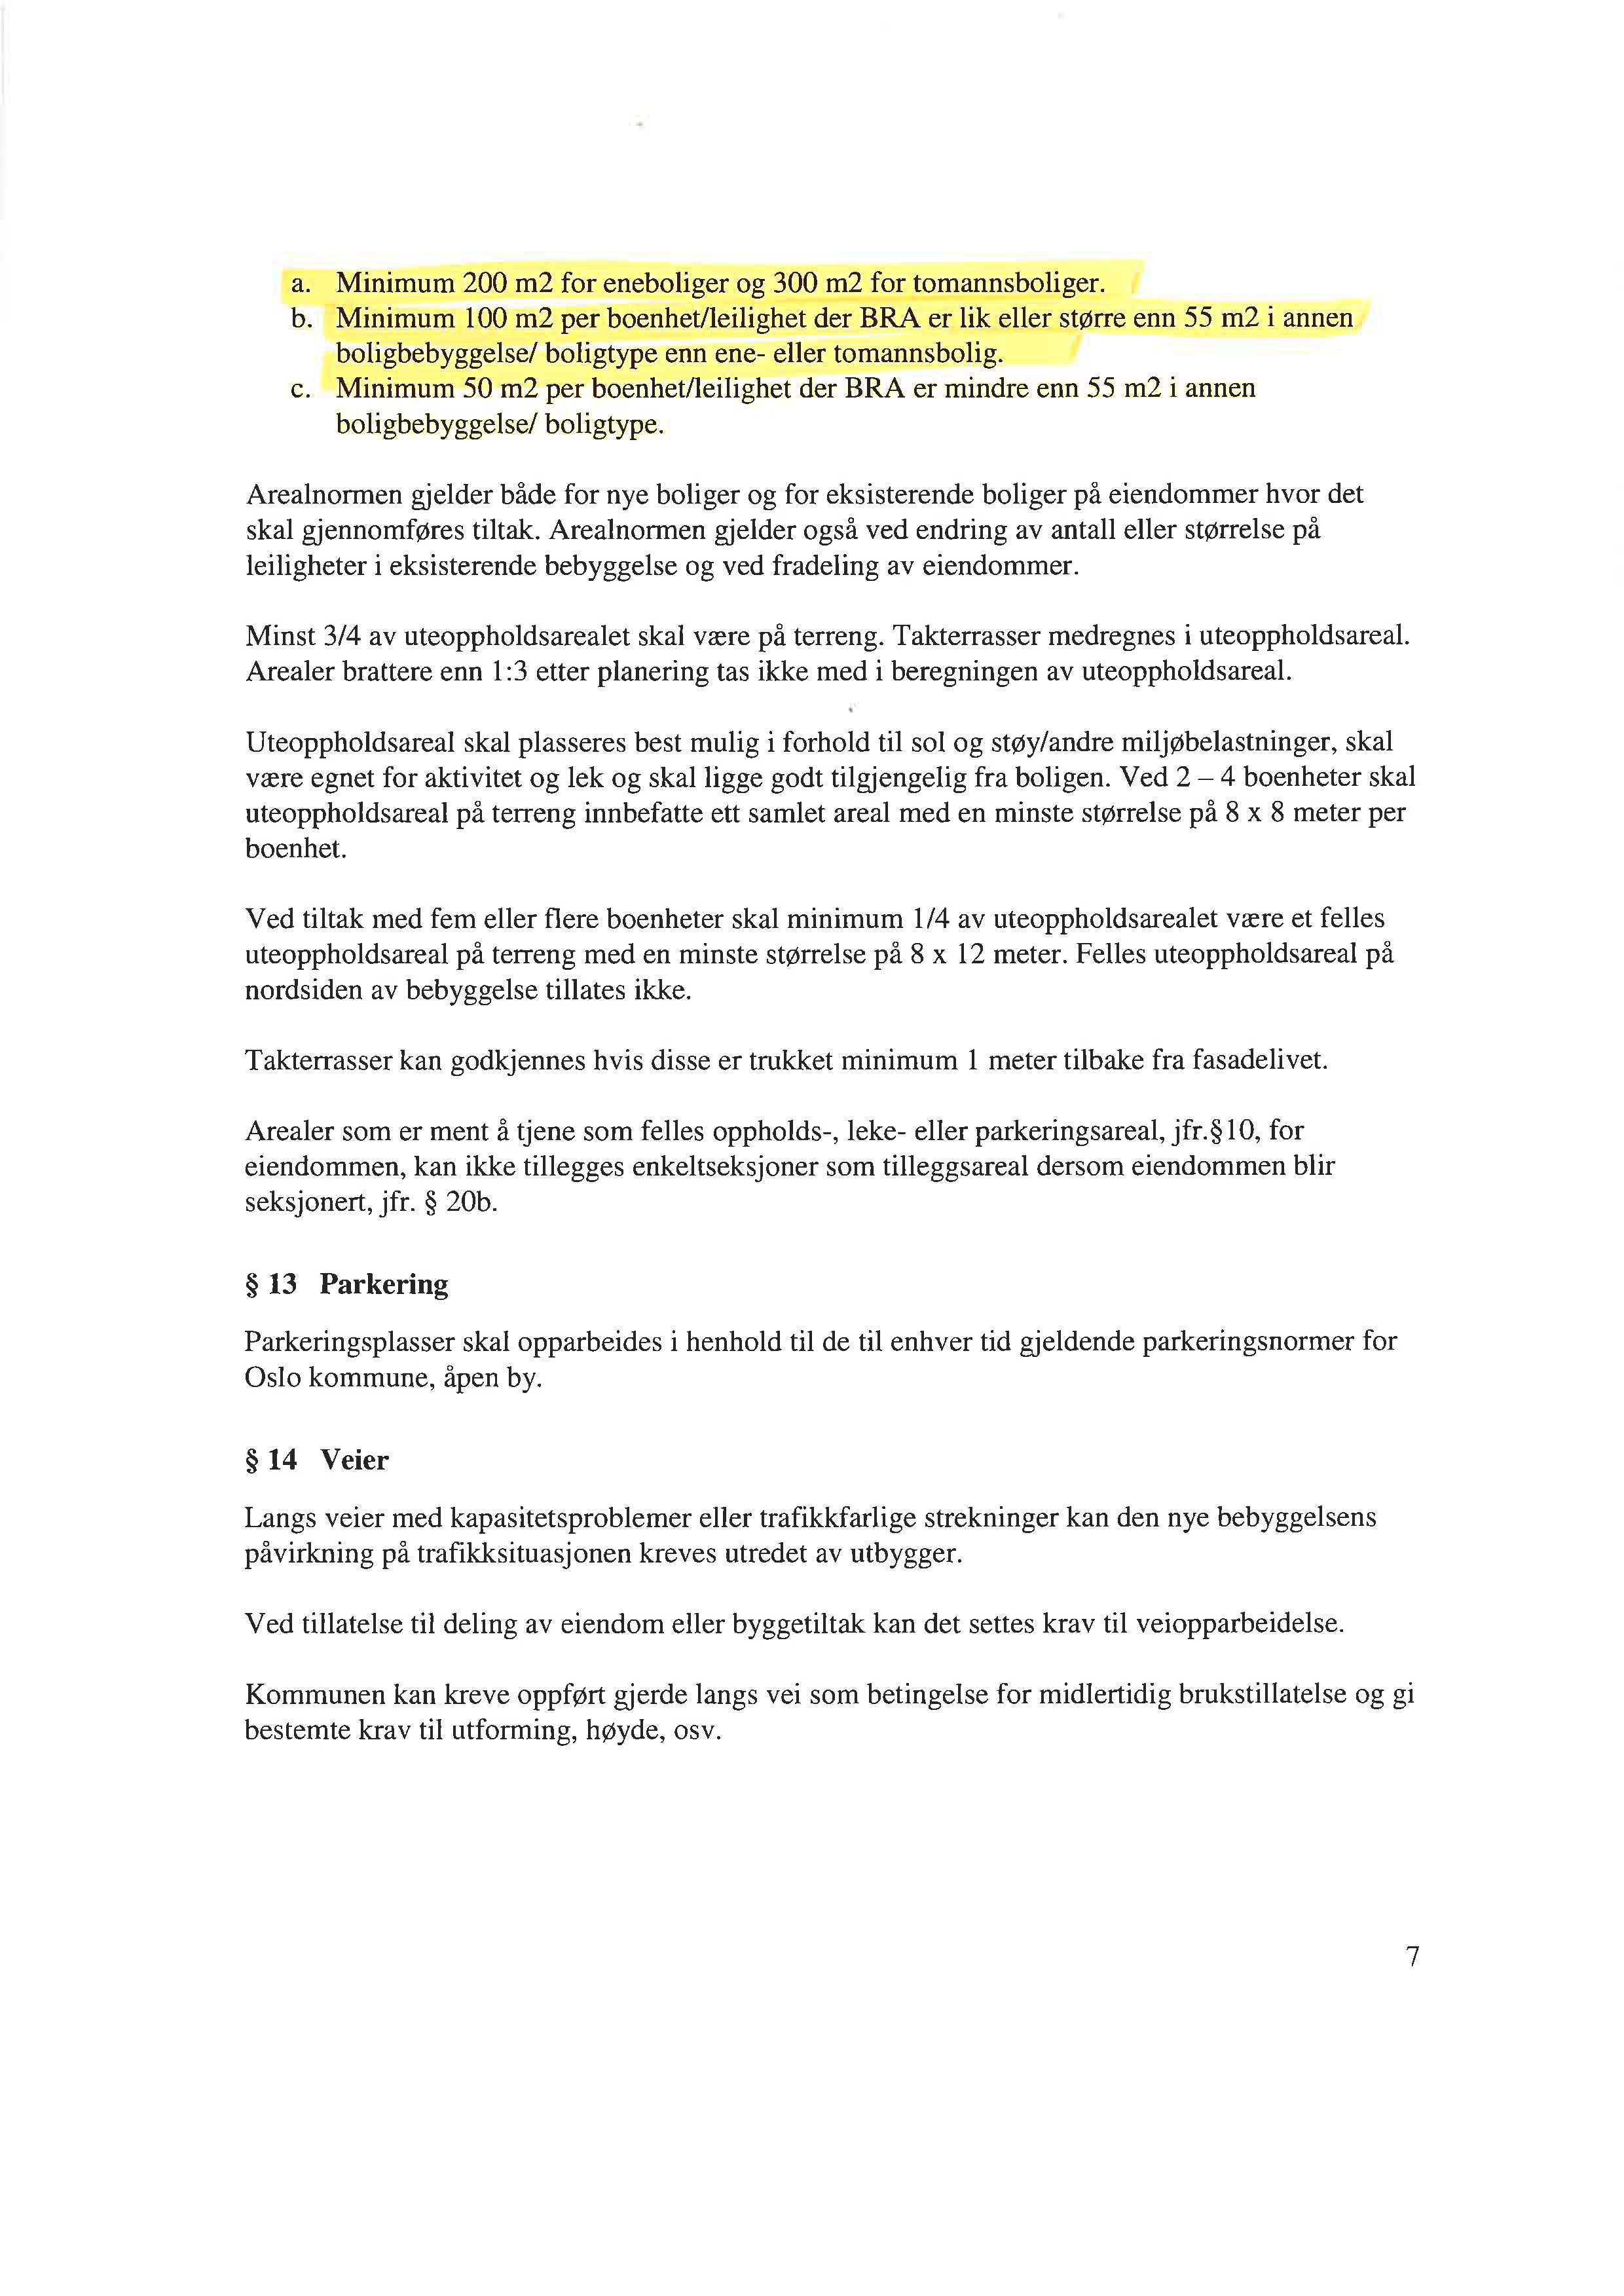 a. Minimum 200 m2 for eneboliger og 300 m2 for tomannsboliger.
b. Minimum 100 m2 per boenhet/leilighet der BRA er lik eller større enn 55 m2 i annen
boligbebyggelse/ boligtype enn ene- eller tomannsbolig.
c. Minimum 50 m2 per boenhet/leilighet der BRA er mindre enn 55 m2 i annen
boligbebyggelse/ boligtype.
Arealnormen gjelder både for nye boliger og for eksisterende boliger på eiendommer hvor det
skal gjennomføres tiltak. Arealnormen gjelder også ved endring av antall eller størrelse på
leiligheter i eksisterende bebyggelse og ved fradeling av eiendommer.
Minst 3/4 av uteoppholdsarealet skal være på terreng. Takterrasser medregnes i uteoppholdsareal.
Arealer brattere enn 1:3 etter planering tas ikke med i beregningen av uteoppholdsareal.
Uteoppholdsareal skal plasseres best mulig i forhold til sol og støy/andre miljøbelastninger, skal
være egnet for aktivitet og lek og skal ligge godt tilgjengelig fra boligen. Ved 2 – 4 boenheter skal
uteoppholdsareal på terreng innbefatte ett samlet areal med en minste størrelse på 8 x 8 meter per
boenhet.
Ved tiltak med fem eller flere boenheter skal minimum 1/4 av uteoppholdsarealet være et felles
uteoppholdsareal på terreng med en minste størrelse på 8 x 12 meter. Felles uteoppholdsareal på
nordsiden av bebyggelse tillates ikke.
Takterrasser kan godkjennes hvis disse er trukket minimum 1 meter tilbake fra fasadelivet.
Arealer som er ment å tjene som felles oppholds-, leke- eller parkeringsareal, jfr.§10, for
eiendommen, kan ikke tillegges enkeltseksjoner som tilleggsareal dersom eiendommen blir
seksjonert, jfr. § 20b.
§ 13 Parkering
Parkeringsplasser skal opparbeides i henhold til de til enhver tid gjeldende parkeringsnormer for
Oslo kommune, åpen by.
§ 14 Veier
Langs veier med kapasitetsproblemer eller trafikkfarlige strekninger kan den nye bebyggelsens
påvirkning på trafikksituasjonen kreves utredet av utbygger.
Ved tillatelse til deling av eiendom eller byggetiltak kan det settes krav til veiopparbeidelse.
Kommunen kan kreve oppført gjerde langs vei som betingelse for midlertidig brukstillatelse og gi
bestemte krav til utforming, høyde, osv.
7